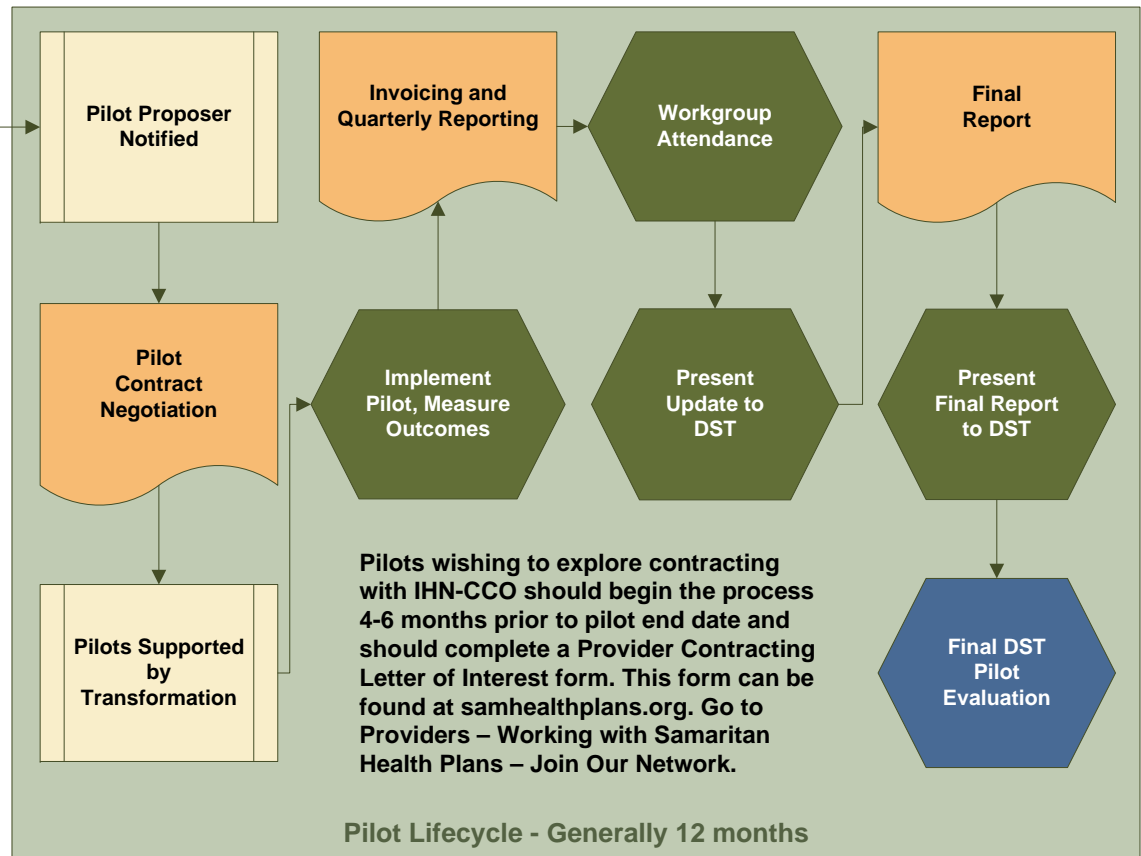 Pilot Proposer
Notified
Pilot
Contract
Negotiation
Pilots Supported
by
Transformation
Implement
Pilot, Measure
Outcomes
Invoicing and
Quarterly Reporting
Workgroup
Attendance
Present
Update to
DST
Final
Report
Present
Final Report
to DST
Final DST
Pilot
Evaluation
Pilots wishing to explore contracting
with IHN-CCO should begin the process
4-6 months prior to pilot end date and
should complete a Provider Contracting
Letter of Interest form. This form can be
found at samhealthplans.org. Go to
Providers – Working with Samaritan
Health Plans – Join Our Network.
Pilot Lifecycle - Generally 12 months